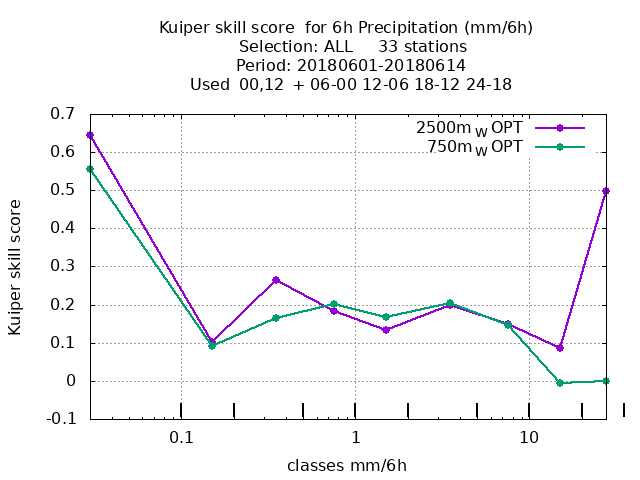 Kuiper skill score  for 6h Precipitation (mm/6h)
Selection: ALL     33 stations
Period: 20180601-20180614
Used  00,12  + 06-00 12-06 18-12 24-18
2500m W OPT
750m W OPT
0.7
0.6
0.5
0.4
0.3
0.2
0.1
0
-0.1
Kuiper skill score
0.1 1 10
classes mm/6h